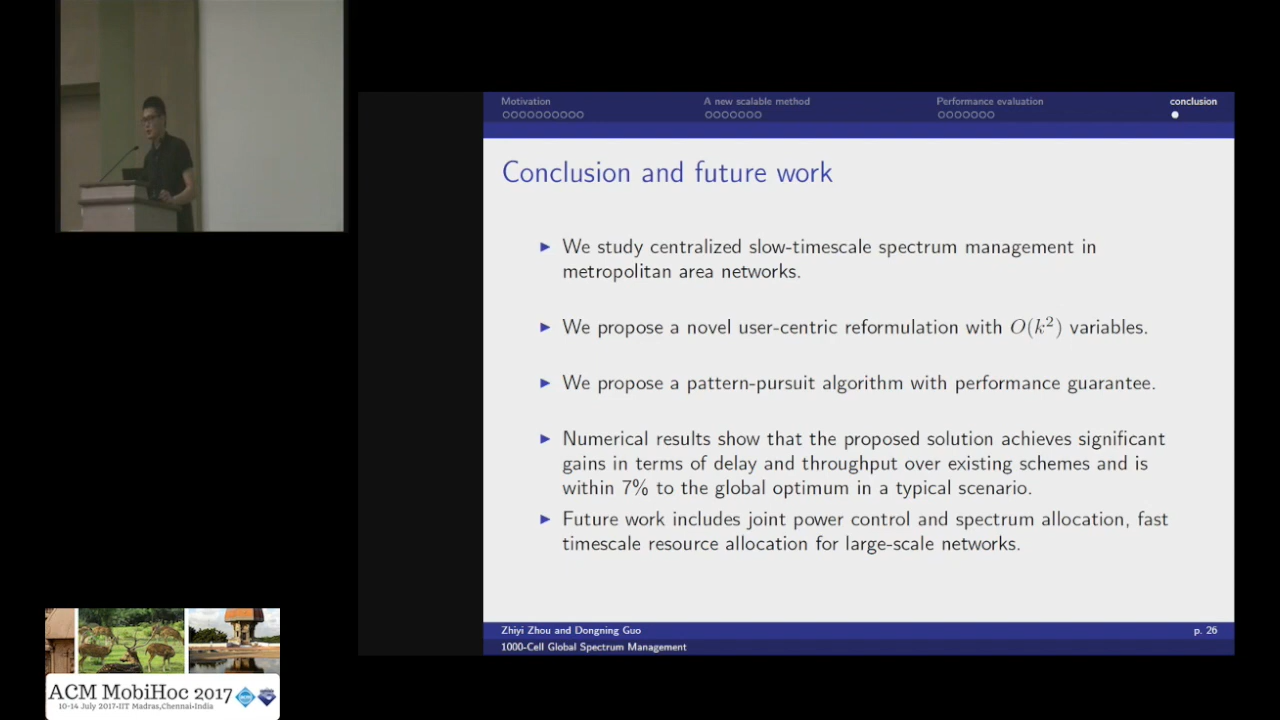 Motivation
A new scalable method
Performance evaluation
conclusion
Conclusion and future work
We study centralized slow-timescale spectrum management in
metropolitan area networks.
We propose a novel user-centric reformulation with O(k²) variables.
We propose a pattern-pursuit algorithm with performance guarantee.
Numerical results show that the proposed solution achieves significant
gains in terms of delay and throughput over existing schemes and is
within 7% to the global optimum in a typical scenario.
Future work includes joint power control and spectrum allocation, fast
timescale resource allocation for large-scale networks.
Zhiyi Zhou and Dongning Guo
p. 26
1000-Cell Global Spectrum Management
ACM MobiHoc 2017
10-14 July 2017-IIT Madras,Chennai-India